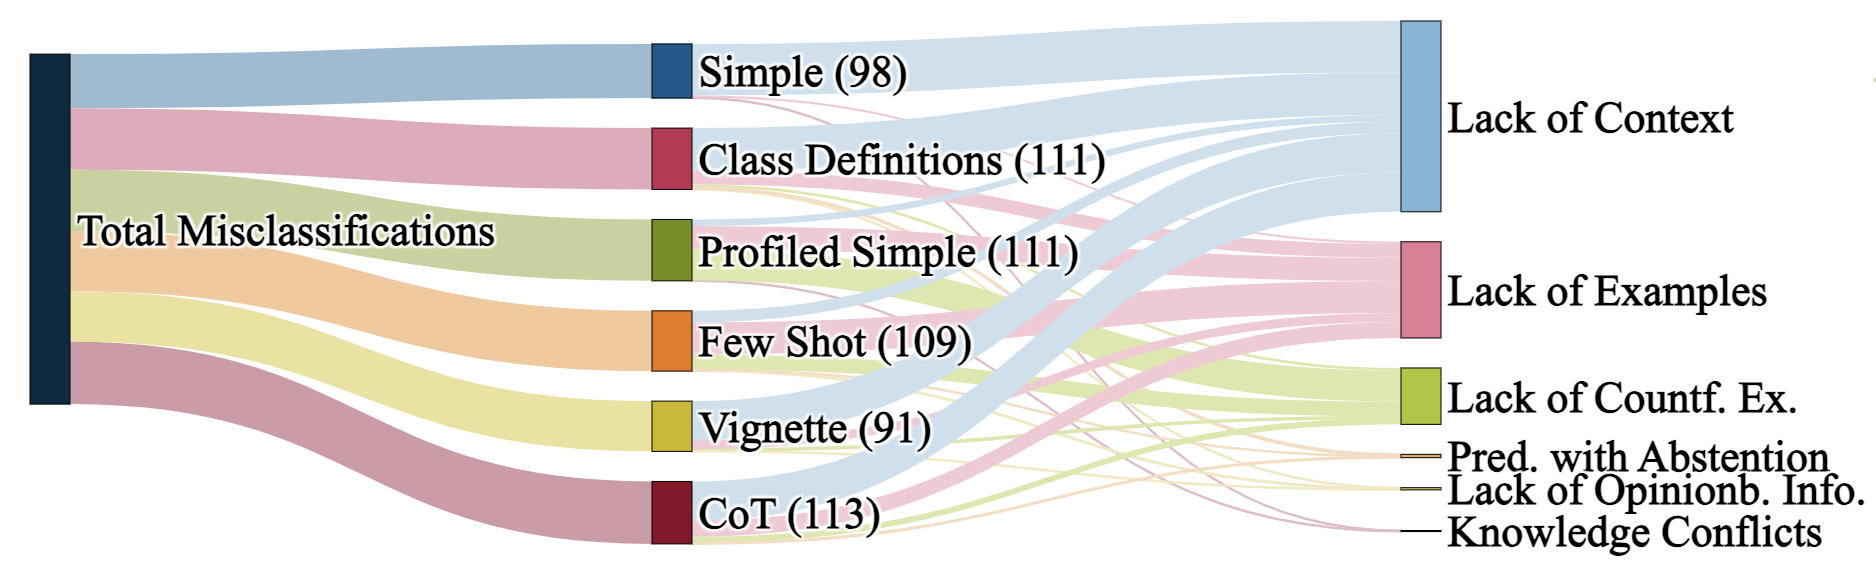 Total Misclassifications
Simple (98)
Class Definitions (111)
Profiled Simple (111)
Few Shot (109)
Vignette (91)
CoT (113)
Lack of Context
Lack of Examples
Lack of Countf. Ex.
Pred. with Abstention
Lack of Opinionb. Info.
Knowledge Conflicts